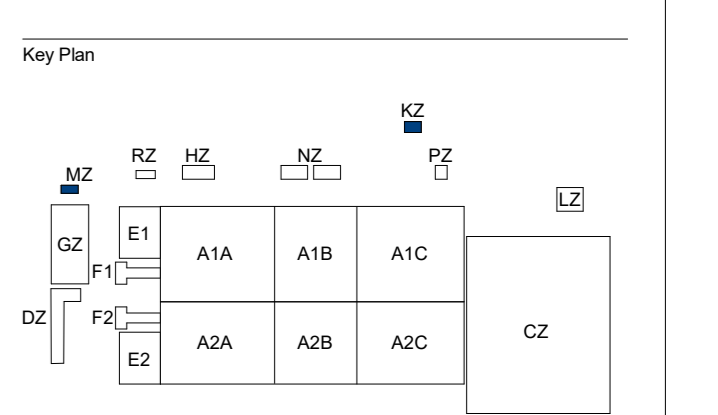 Key Plan
KZ
RZ HZ NZ PZ
MZ
LZ
E1
GZ A1A A1B A1C
F1
DZ F2
CZ
A2A A2B A2C
E2